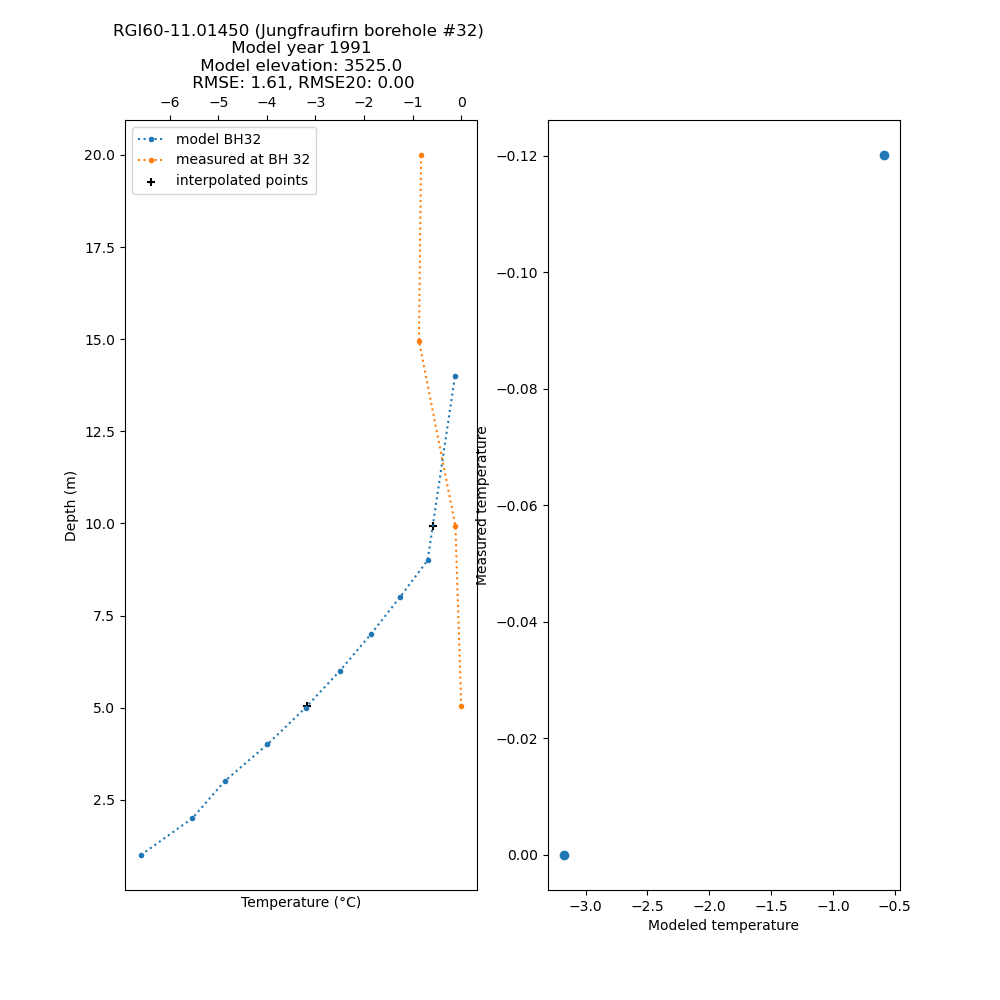 RGI60-11.01450 (Jungfraufirn borehole #32)
Model year 1991
Model elevation: 3525.0
RMSE: 1.61, RMSE20: 0.00
−6 −5 −4 −3 −2 −1 0
model BH32
measured at BH 32
interpolated points
20.0
17.5
15.0
12.5
10.0
7.5
5.0
2.5
Depth (m)
Temperature (°C)
−0.12
−0.10
−0.08
−0.06
−0.04
−0.02
0.00
Measured temperature
−3.0 −2.5 −2.0 −1.5 −1.0 −0.5
Modeled temperature